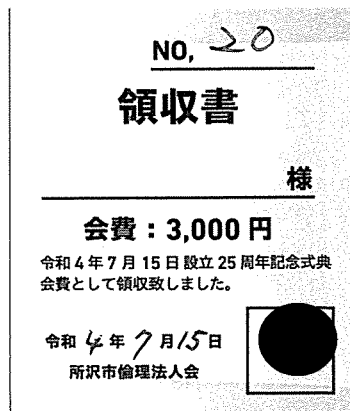 NO, 20
領収書
様
会費：3,000 円
令和 4 年 7 月 15 日 設立 25 周年記念式典
会費として領収致しました。
令和 4 年 7 月 15 日
所沢市倫理法人会